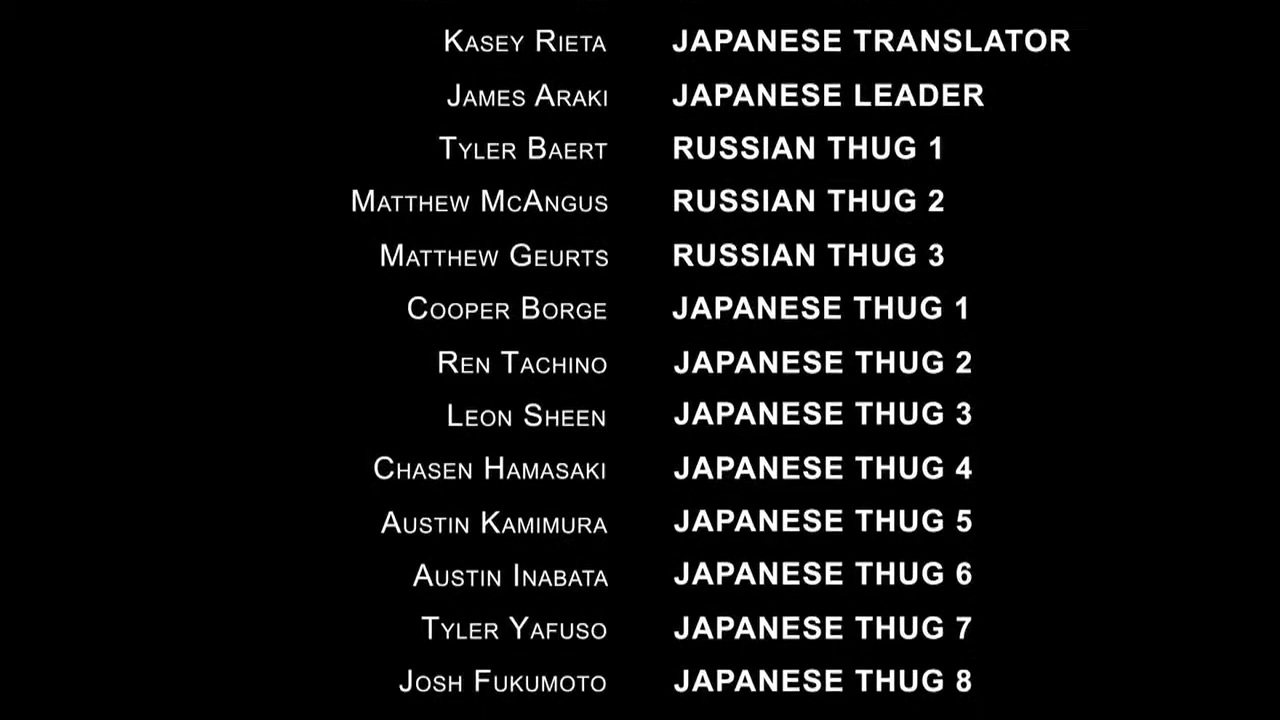 Kasey Rieta JAPANESE TRANSLATOR
James Araki JAPANESE LEADER
Tyler Baert RUSSIAN THUG 1
Matthew McAngus RUSSIAN THUG 2
Matthew Geurts RUSSIAN THUG 3
Cooper Borge JAPANESE THUG 1
Ren Tachino JAPANESE THUG 2
Leon Sheen JAPANESE THUG 3
Chasen Hamasaki JAPANESE THUG 4
Austin Kamimura JAPANESE THUG 5
Austin Inabata JAPANESE THUG 6
Tyler Yafuso JAPANESE THUG 7
Josh Fukumoto JAPANESE THUG 8